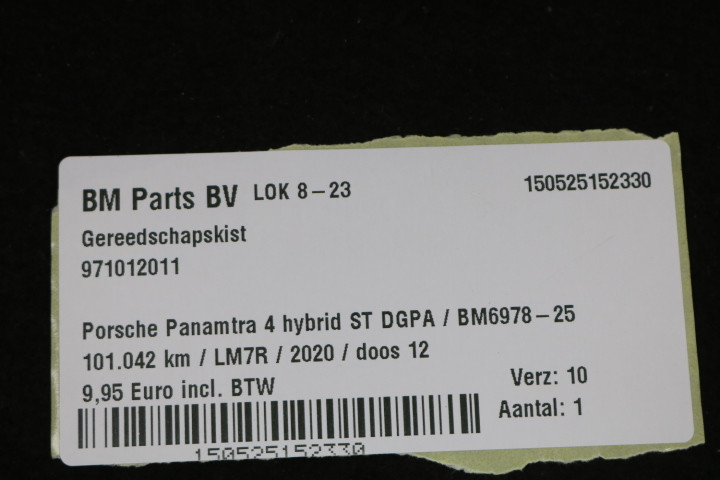 BM Parts BV LOK 8-23 150525152330
Gereedschapskist
971012011
Porsche Panamtra 4 hybrid ST DGPA / BM6978-25
101.042 km / LM7R / 2020 / doos 12
9,95 Euro incl. BTW
Verz: 10
Aantal: 1
150525152330